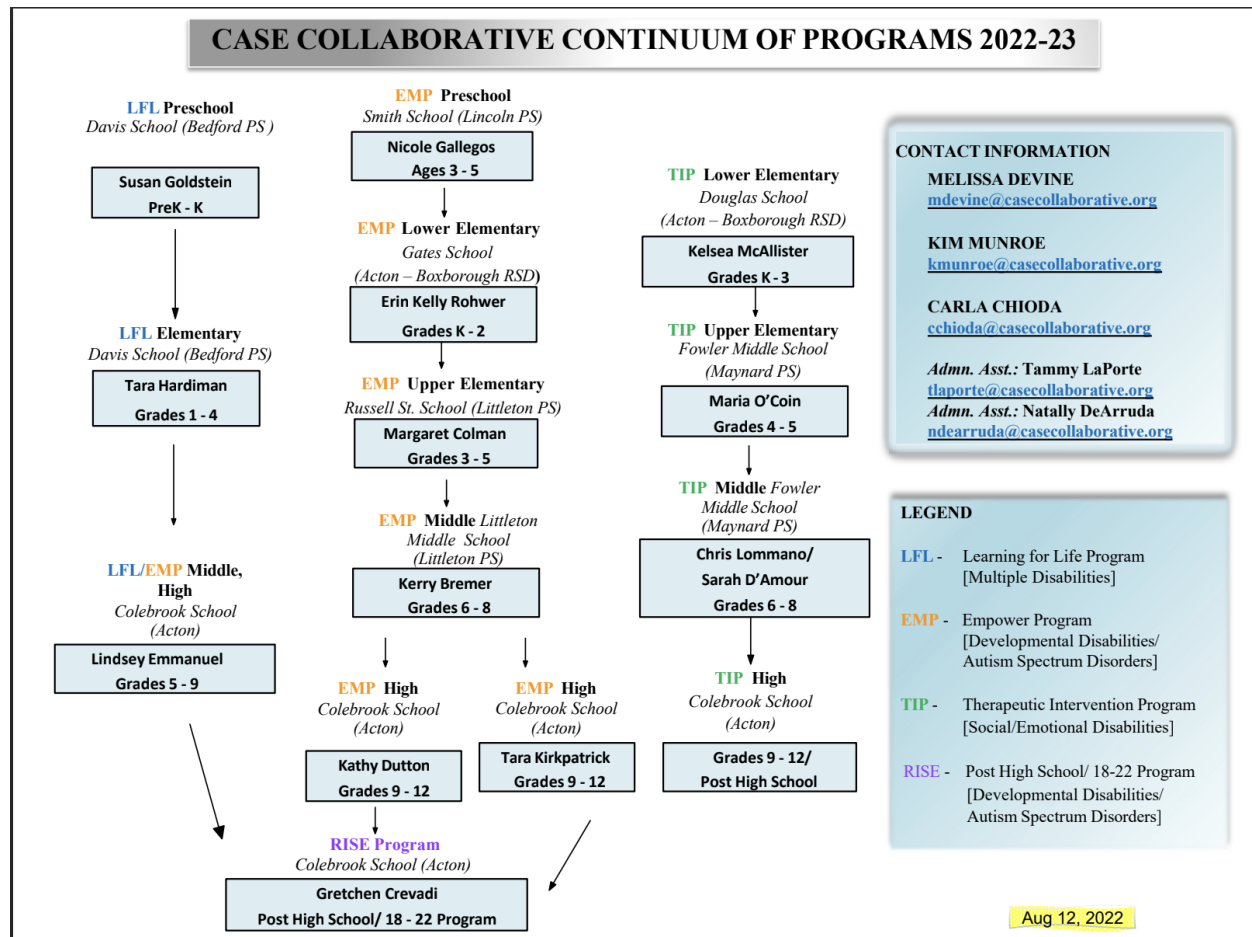 CASE COLLABORATIVE CONTINUUM OF PROGRAMS 2022-23
LFL Preschool
Davis School (Bedford PS )
Susan Goldstein
PreK - K
LFL Elementary
Davis School (Bedford PS)
Tara Hardiman
Grades 1 - 4
LFL/EMP Middle,
High
Colebrook School
(Acton)
Lindsey Emmanuel
Grades 5 - 9
EMP Preschool
Smith School (Lincoln PS)
Nicole Gallegos
Ages 3 - 5
EMP Lower Elementary
Gates School
(Acton – Boxborough RSD)
Erin Kelly Rohwer
Grades K - 2
EMP Upper Elementary
Russell St. School (Littleton PS)
Margaret Colman
Grades 3 - 5
EMP Middle Littleton
Middle School
(Littleton PS)
Kerry Bremer
Grades 6 - 8
EMP High
Colebrook School
(Acton)
Kathy Dutton
Grades 9 - 12
EMP High
Colebrook School
(Acton)
Tara Kirkpatrick
Grades 9 - 12
RISE Program
Colebrook School (Acton)
Gretchen Crevadi
Post High School/ 18 - 22 Program
TIP Lower Elementary
Douglas School
(Acton – Boxborough RSD)
Kelsea McAllister
Grades K - 3
TIP Upper Elementary
Fowler Middle School
(Maynard PS)
Maria O’Coin
Grades 4 - 5
TIP Middle Fowler
Middle School
(Maynard PS)
Chris Lommano/
Sarah D’Amour
Grades 6 - 8
TIP High
Colebrook School
(Acton)
Grades 9 - 12/
Post High School
CONTACT INFORMATION
MELISSA DEVINE
mdevine@casecollaborative.org
KIM MUNROE
kmunroe@casecollaborative.org
CARLA CHIODA
cchioda@casecollaborative.org
Admn. Asst.: Tammy LaPorte
tlaporte@casecollaborative.org
Admn. Asst.: Natally DeArruda
ndearruda@casecollaborative.org
LEGEND
LFL - Learning for Life Program
[Multiple Disabilities]
EMP - Empower Program
[Developmental Disabilities/
Autism Spectrum Disorders]
TIP - Therapeutic Intervention Program
[Social/Emotional Disabilities]
RISE - Post High School/ 18-22 Program
[Developmental Disabilities/
Autism Spectrum Disorders]
Aug 12, 2022